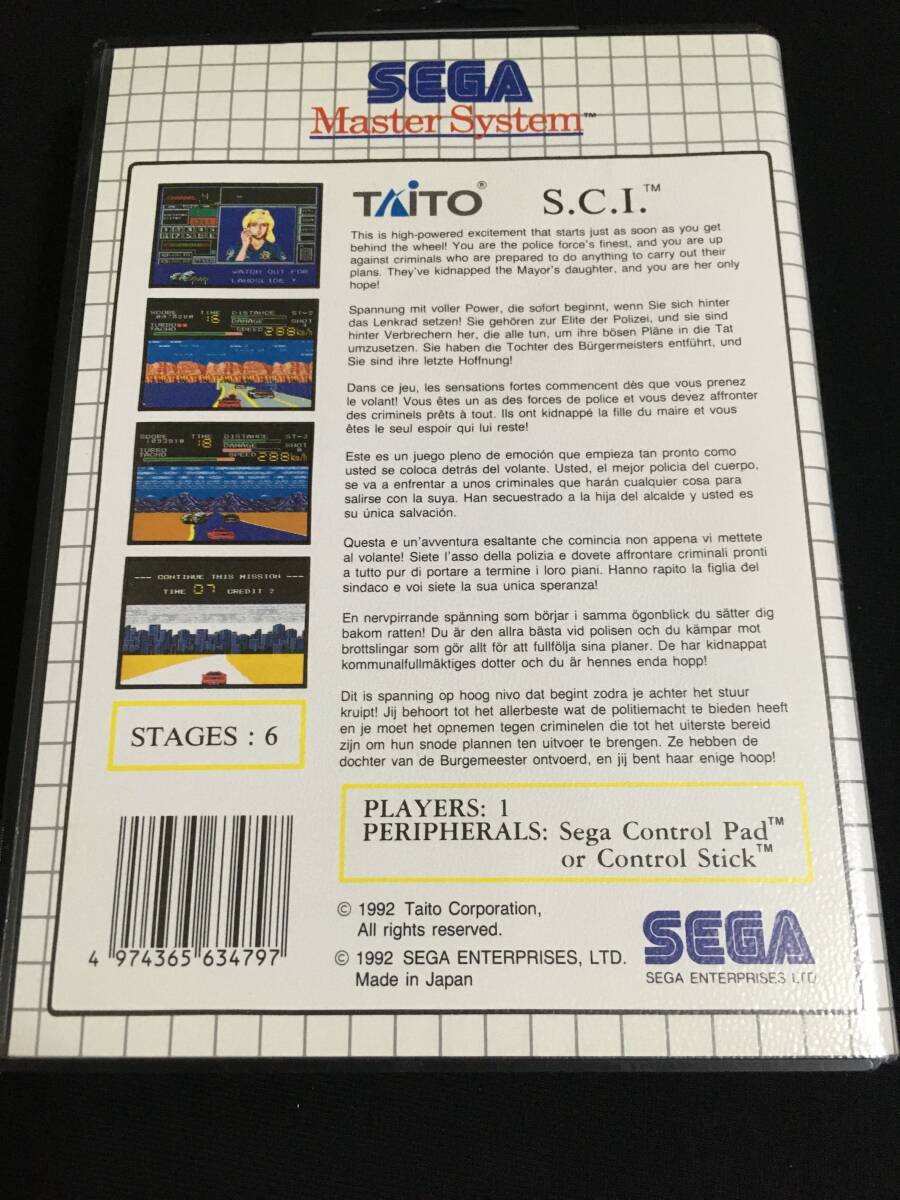 SEGA
Master System™
TAITO® S.C.I.™
This is high-powered excitement that starts just as soon as you get
behind the wheel! You are the police force's finest, and you are up
against criminals who are prepared to do anything to carry out their
plans. They've kidnapped the Mayor's daughter, and you are her only
hope!
Spannung mit voller Power, die sofort beginnt, wenn Sie sich hinter
das Lenkrad setzen! Sie gehören zur Elite der Polizei, und sie sind
hinter Verbrechern her, die alle tun, um ihre bösen Pläne in die Tat
umzusetzen. Sie haben die Tochter des Bürgermeisters entführt, und
Sie sind ihre letzte Hoffnung!
Dans ce jeu, les sensations fortes commencent dès que vous prenez
le volant! Vous êtes un as des forces de police et vous devez affronter
des criminels prêts à tout. Ils ont kidnappé la fille du maire et vous
êtes le seul espoir qui lui reste!
Este es un juego pleno de emoción que empieza tan pronto como
usted se coloca detrás del volante. Usted, el mejor policia del cuerpo,
se va a enfrentar a unos criminales que harán cualquier cosa para
salirse con la suya. Han secuestrado a la hija del alcalde y usted es
su única salvación.
Questa e un'avventura esaltante che comincia non appena vi mettete
al volante! Siete l'asso della polizia e dovete affrontare criminali pronti
a tutto pur di portare a termine i loro piani. Hanno rapito la figlia del
sindaco e voi siete la sua unica speranza!
En nervpirrande spänning som börjar i samma ögonblick du sätter dig
bakom ratten! Du är den allra bästa vid polisen och du kämpar mot
brottslingar som gör allt för att fullfölja sina planer. De har kidnappat
kommunalfullmäktiges dotter och du är hennes enda hopp!
Dit is spanning op hoog nivo dat begint zodra je achter het stuur
kruipt! Jij behoort tot het allerbeste wat de politiemacht te bieden heeft
en je moet het opnemen tegen criminelen die tot het uiterste bereid
zijn om hun snode plannen ten uitvoer te brengen. Ze hebben de
dochter van de Burgemeester ontvoerd, en jij bent haar enige hoop!
WATCH OUT FOR
LANDSLIDE ?
SCORE TIME DISTANCE ST-2
DAMAGE SHOT
TURBO 16
TACHO SPEED 288km/h
SCORE TIME DISTANCE ST-3
1093910 18 DAMAGE SHOT
TURBO
TACHO SPEED 288km/h
--- CONTINUE THIS MISSION ---
TIME 07 CREDIT 2
STAGES : 6
PLAYERS: 1
PERIPHERALS: Sega Control Pad™
or Control Stick™
4 974365 634797
© 1992 Taito Corporation,
All rights reserved.
© 1992 SEGA ENTERPRISES, LTD.
Made in Japan
SEGA
SEGA ENTERPRISES LTD